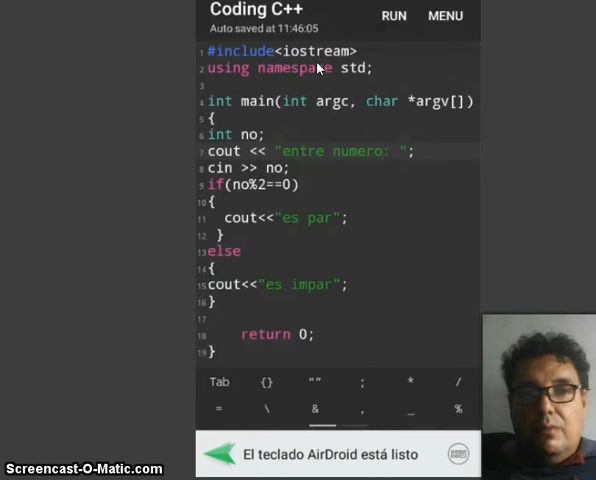 Coding C++
RUN MENU
Auto saved at 11:46:05
1 #include<iostream>
2 using namespace std;
3
4 int main(int argc, char *argv[])
5 {
6 int no;
7 cout << "entre numero: ";
8 cin >> no;
9 if(no%2==0)
10 {
11 cout<<"es par";
12 }
13 else
14 {
15 cout<<"es impar";
16 }
17
18 return 0;
19 }
Tab {} "" ; * /
= \ & , _ %
El teclado AirDroid está listo
Screencast-O-Matic.com